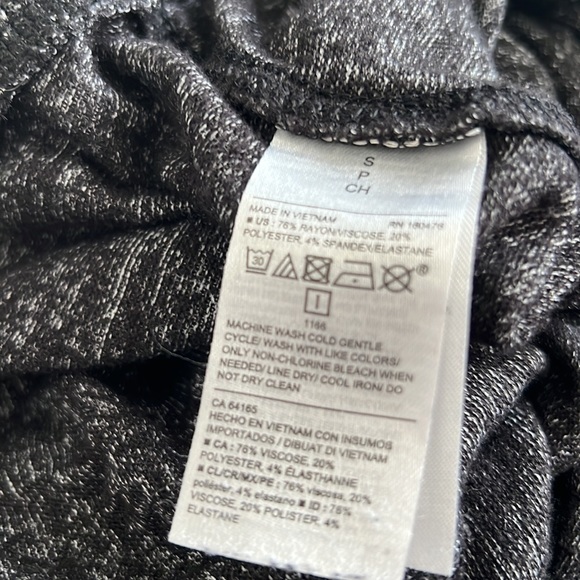 S
P
CH
MADE IN VIETNAM RN 160476
■ US : 76% RAYON/VISCOSE, 20%
POLYESTER, 4% SPANDEX/ELASTANE
30
®
I
1166
MACHINE WASH COLD GENTLE
CYCLE/ WASH WITH LIKE COLORS/
ONLY NON-CHLORINE BLEACH WHEN
NEEDED/ LINE DRY/ COOL IRON/ DO
NOT DRY CLEAN
CA 64165
HECHO EN VIETNAM CON INSUMOS
IMPORTADOS / DIBUAT DI VIETNAM
■ CA : 76% VISCOSE, 20%
POLYESTER, 4% ÉLASTHANNE
■ CL/CR/MX/PE : 76% viscosa, 20%
poliéster, 4% elastano ■ ID : 76%
VISCOSE, 20% POLISTER, 4%
ELASTANE